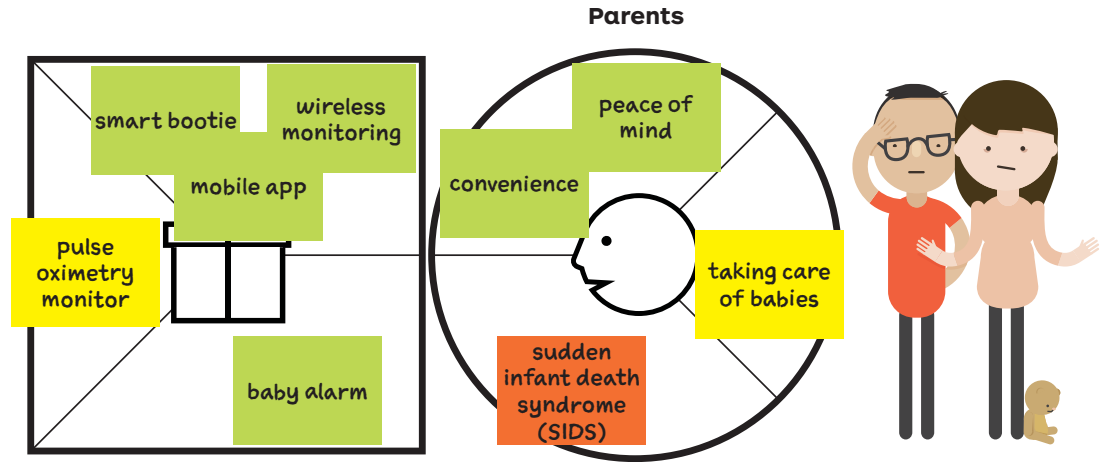 Parents
smart bootie
wireless
monitoring
mobile app
pulse
oximetry
monitor
baby alarm
peace of
mind
convenience
taking care
of babies
sudden
infant death
syndrome
(SIDS)